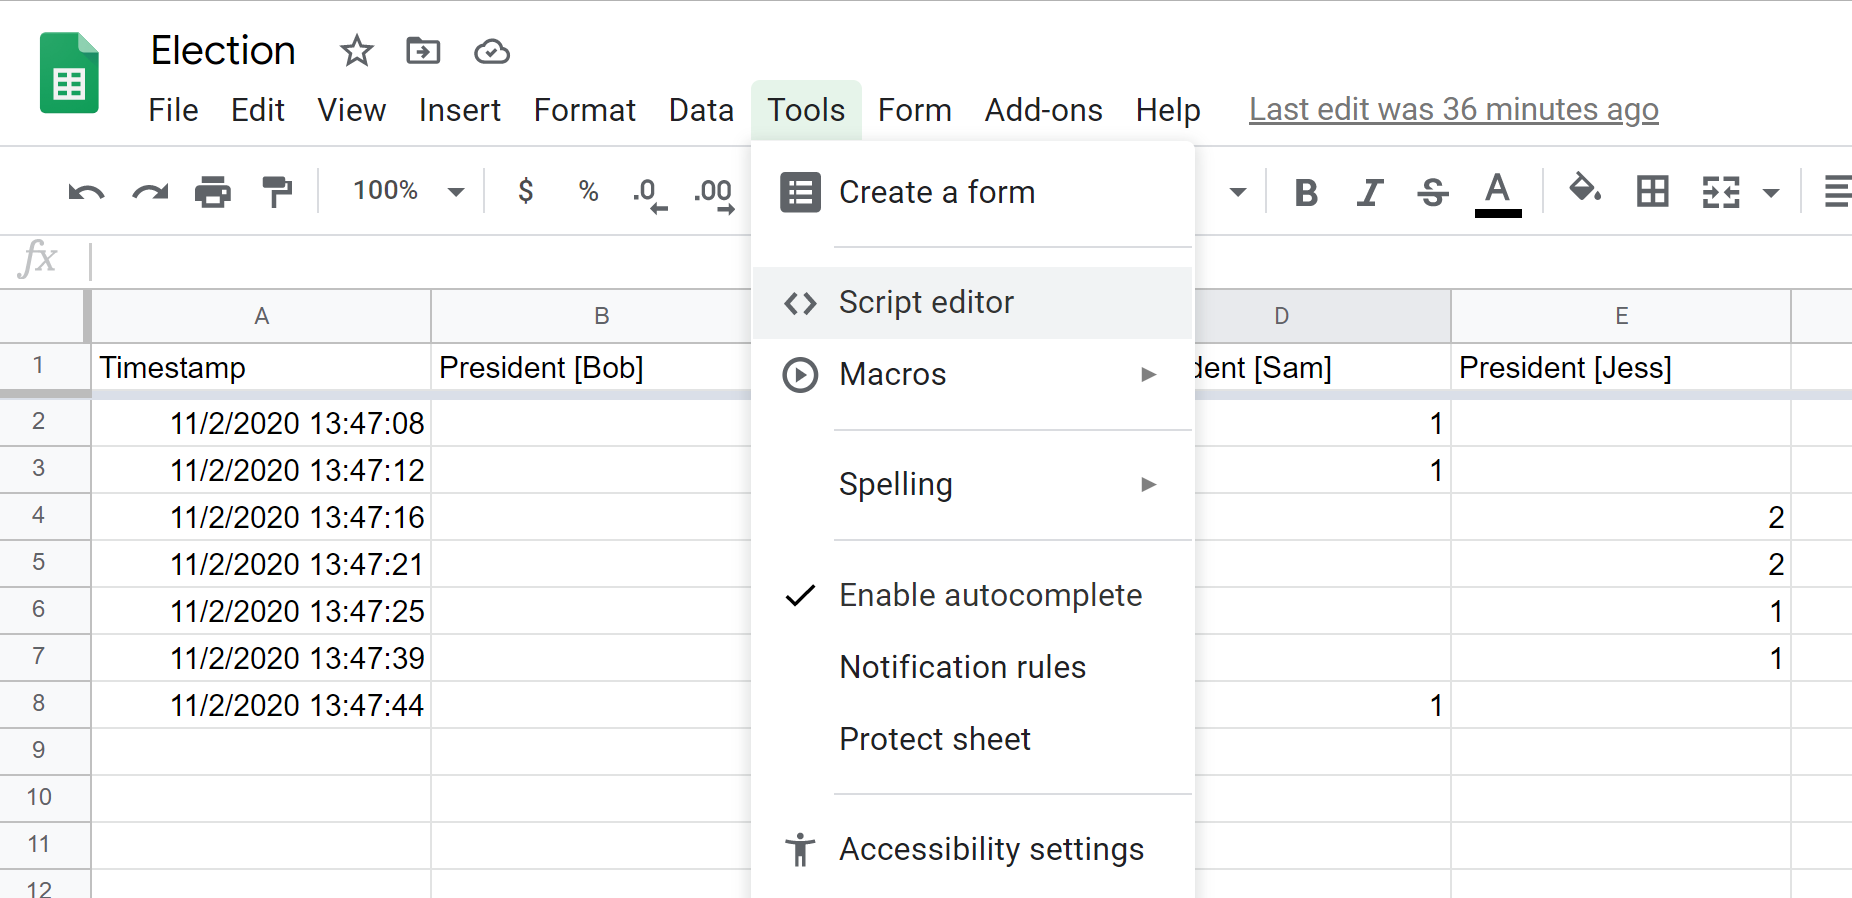 Election
File Edit View Insert Format Data Tools Form Add-ons Help Last edit was 36 minutes ago
100% $ % .0 .00 B I S A
fx
Create a form
Script editor
Macros
Spelling
Enable autocomplete
Notification rules
Protect sheet
Accessibility settings
A B D E
1 Timestamp President [Bob] dent [Sam] President [Jess]
2 11/2/2020 13:47:08 1
3 11/2/2020 13:47:12 1
4 11/2/2020 13:47:16 2
5 11/2/2020 13:47:21 2
6 11/2/2020 13:47:25 1
7 11/2/2020 13:47:39 1
8 11/2/2020 13:47:44 1
9
10
11
12